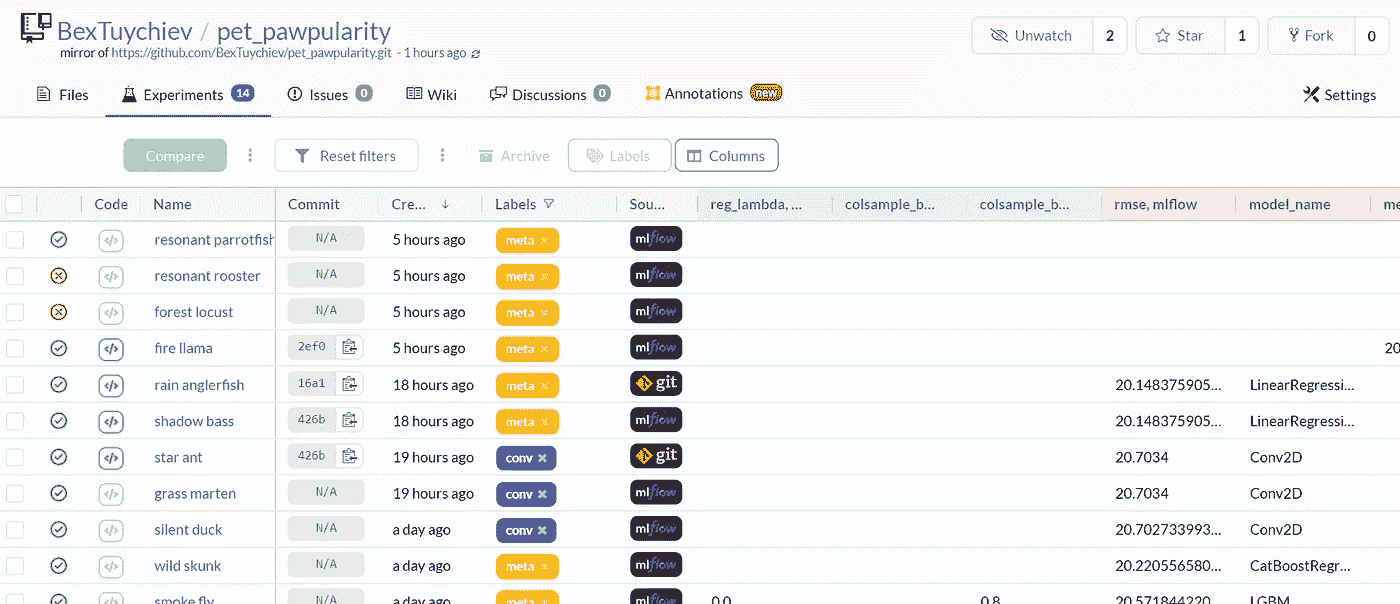 BexTuychiev / pet_pawpularity
mirror of https://github.com/BexTuychiev/pet_pawpularity.git - 1 hours ago
Unwatch 2 Star 1 Fork 0
Files Experiments 14 Issues 0 Wiki Discussions 0 Annotations new Settings
Compare Reset filters Archive Labels Columns
Code Name Commit Cre... ↓ Labels Sou... reg_lambda, ... colsample_b... colsample_b... rmse, mlflow model_name me
resonant parrotfish N/A 5 hours ago meta × mlflow
resonant rooster N/A 5 hours ago meta × mlflow
forest locust N/A 5 hours ago meta × mlflow
fire llama 2ef0 5 hours ago meta × mlflow 20
rain anglerfish 16a1 18 hours ago meta × git 20.148375905... LinearRegressi...
shadow bass 426b 18 hours ago meta × mlflow 20.148375905... LinearRegressi...
star ant 426b 19 hours ago conv × git 20.7034 Conv2D
grass marten N/A 19 hours ago conv × mlflow 20.7034 Conv2D
silent duck N/A a day ago conv × mlflow 20.702733993... Conv2D
wild skunk N/A a day ago meta × mlflow 20.220556580... CatBoostRegr...
smoke fly N/A a day ago meta × mlflow 0.0 0.8 20.571844220... LGBM